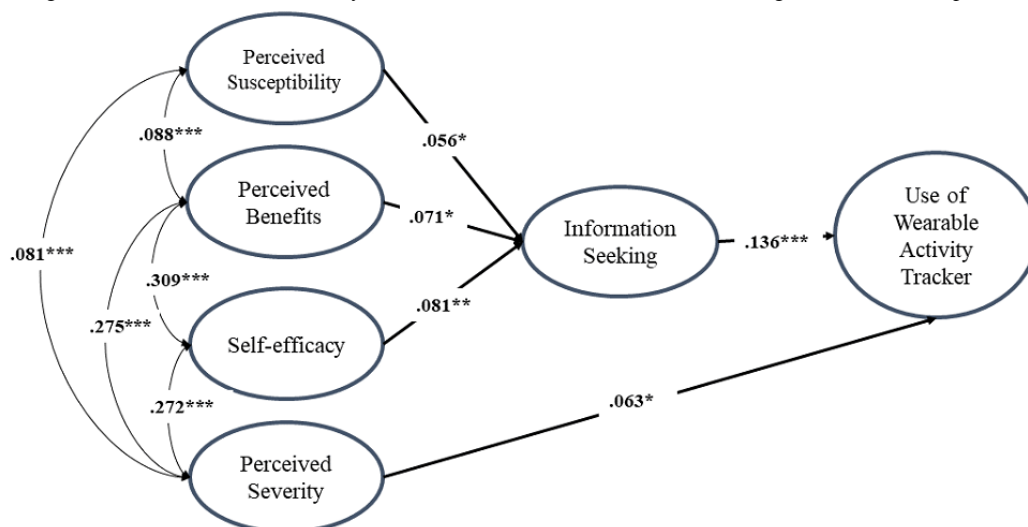 Perceived
Susceptibility
.088***
.056*
Perceived
Benefits
.071*
Information
Seeking
.136***
Use of
Wearable
Activity
Tracker
.081***
.309***
.081**
.275***
Self-efficacy
.272***
.063*
Perceived
Severity